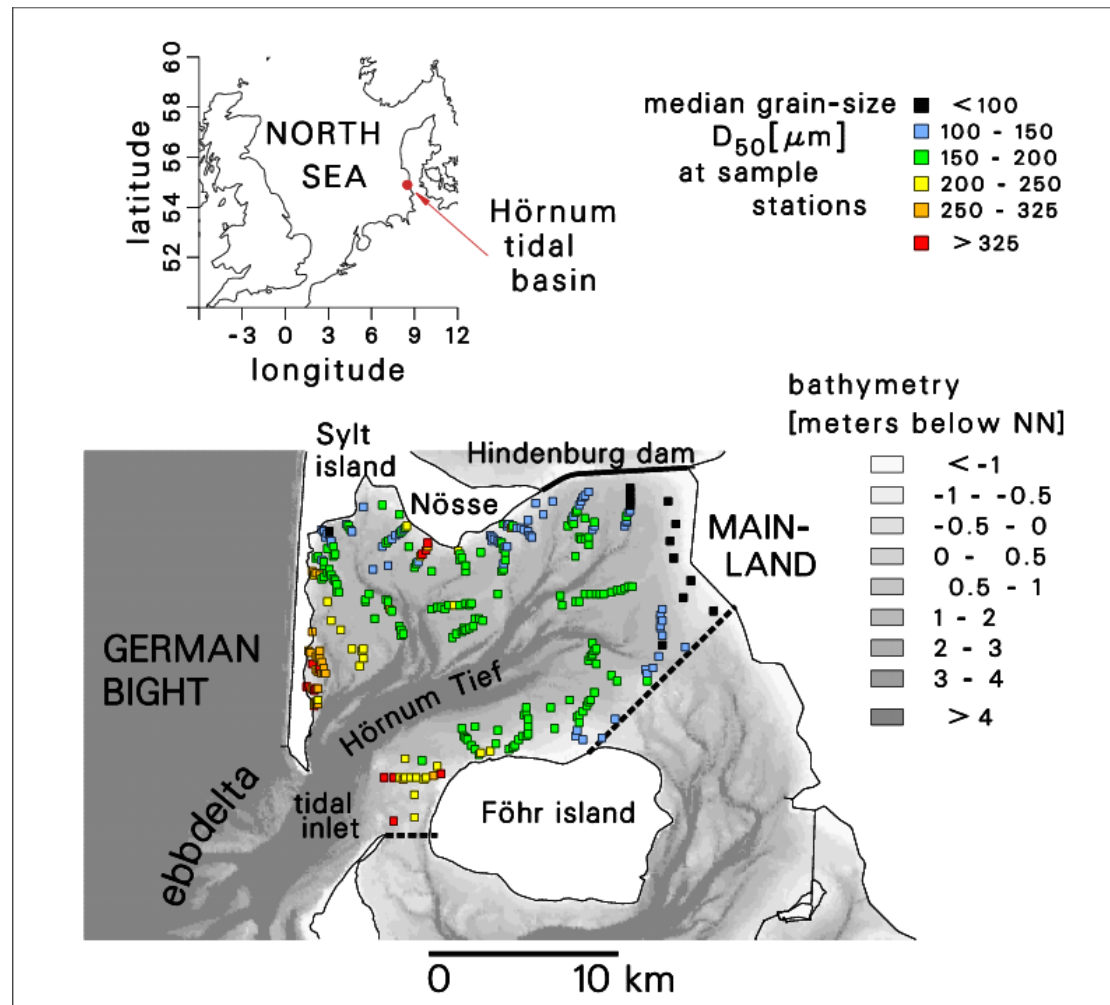 60
58
56
54
52
latitude
NORTH
SEA
Hörnum
tidal
basin
-3 0 3 6 9 12
longitude
median grain-size
D50[μm]
at sample
stations
<100
100 - 150
150 - 200
200 - 250
250 - 325
>325
bathymetry
[meters below NN]
< -1
-1 - -0.5
-0.5 - 0
0 - 0.5
0.5 - 1
1 - 2
2 - 3
3 - 4
>4
Sylt
island
Hindenburg dam
Nösse
MAIN-
LAND
GERMAN
BIGHT
Hörnum Tief
ebbdelta
tidal
inlet
Föhr island
0 10 km